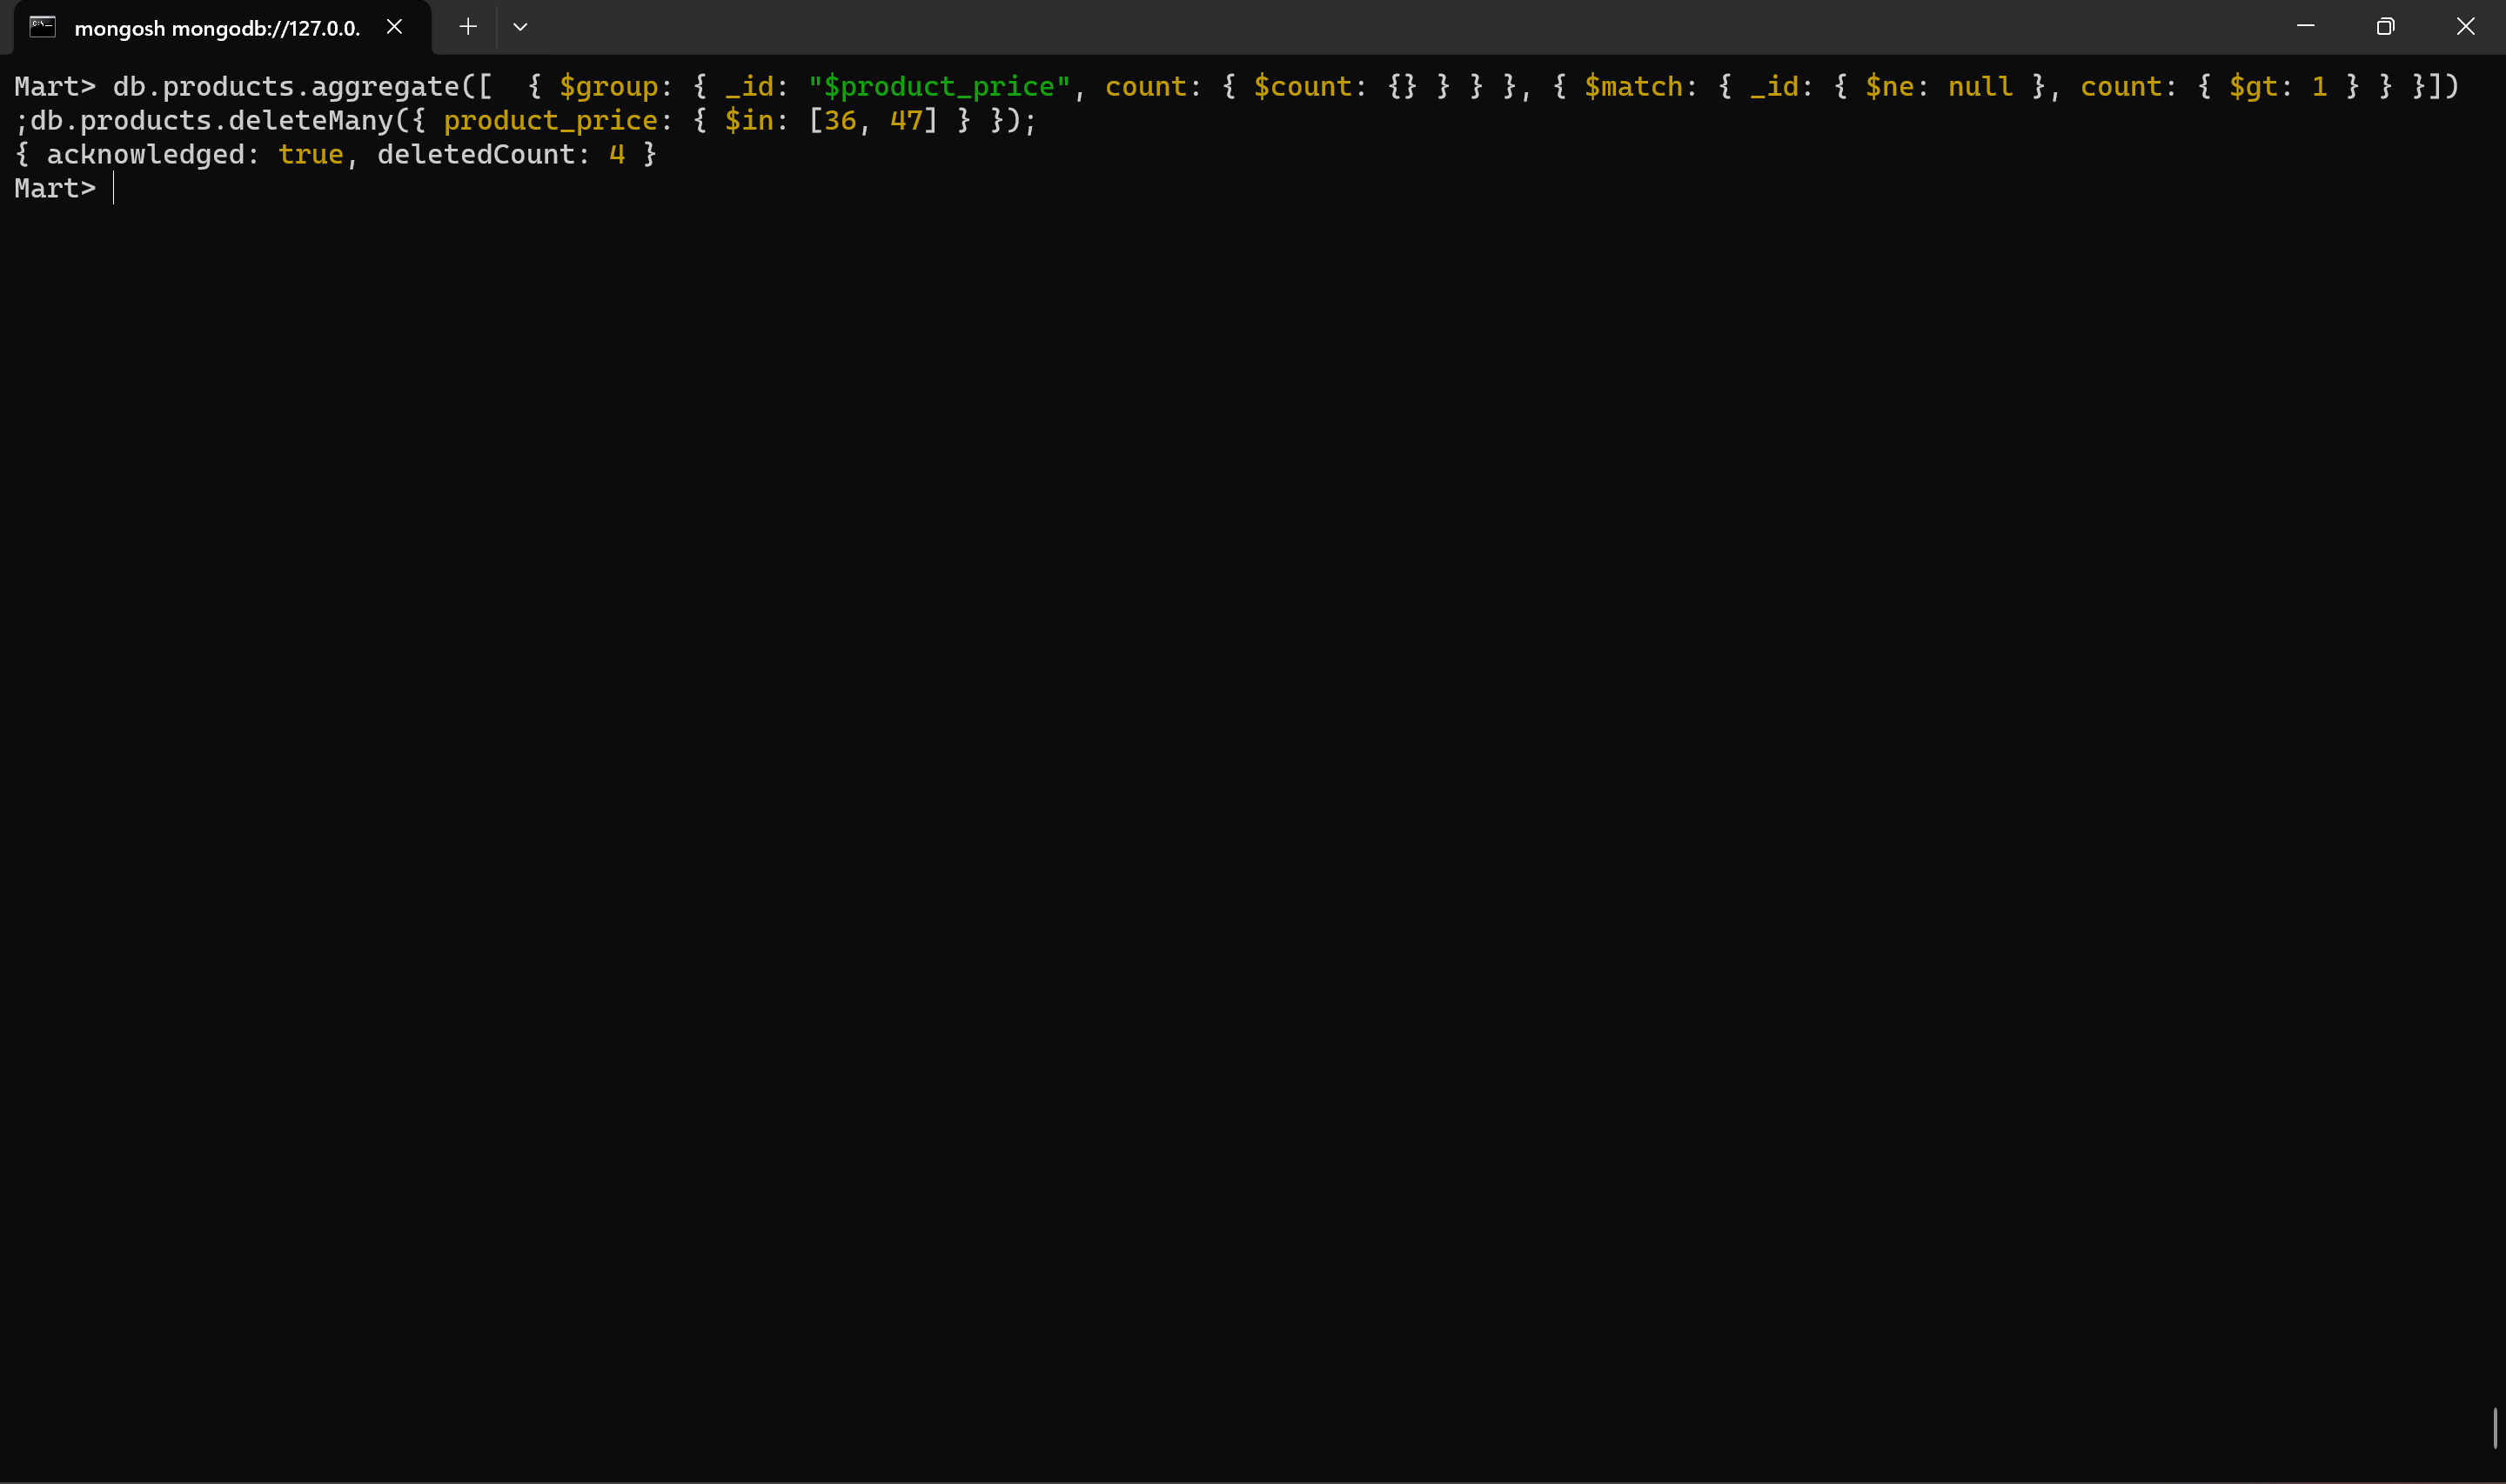 mongosh mongodb://127.0.0.
Mart> db.products.aggregate([  { $group: { _id: "$product_price", count: { $count: {} } } }, { $match: { _id: { $ne: null }, count: { $gt: 1 } } }])
;db.products.deleteMany({ product_price: { $in: [36, 47] } });
{ acknowledged: true, deletedCount: 4 }
Mart>